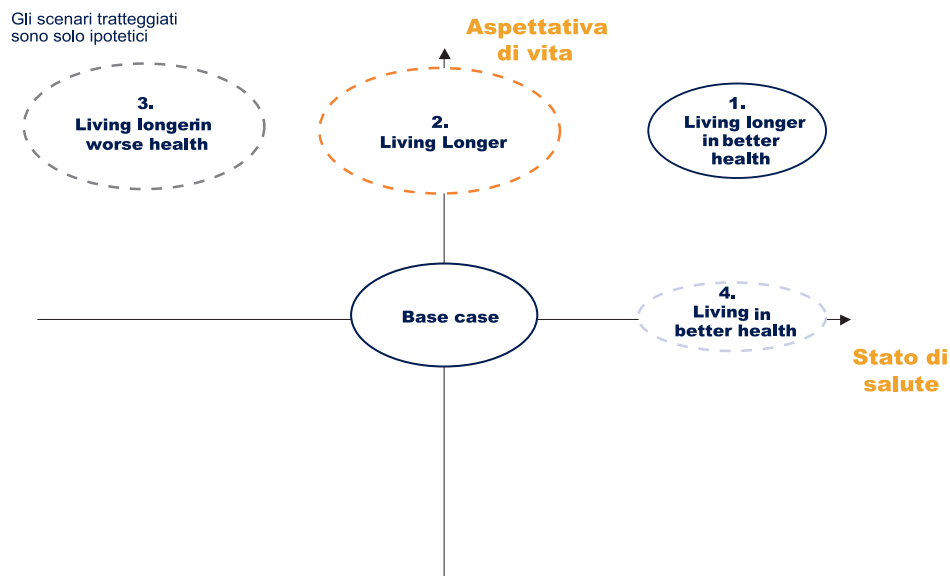 Gli scenari tratteggiati
sono solo ipotetici
Aspettativa
di vita
3.
Living longerin
worse health
2.
Living Longer
1.
Living longer
in better
health
Base case
4.
Living in
better health
Stato di
salute